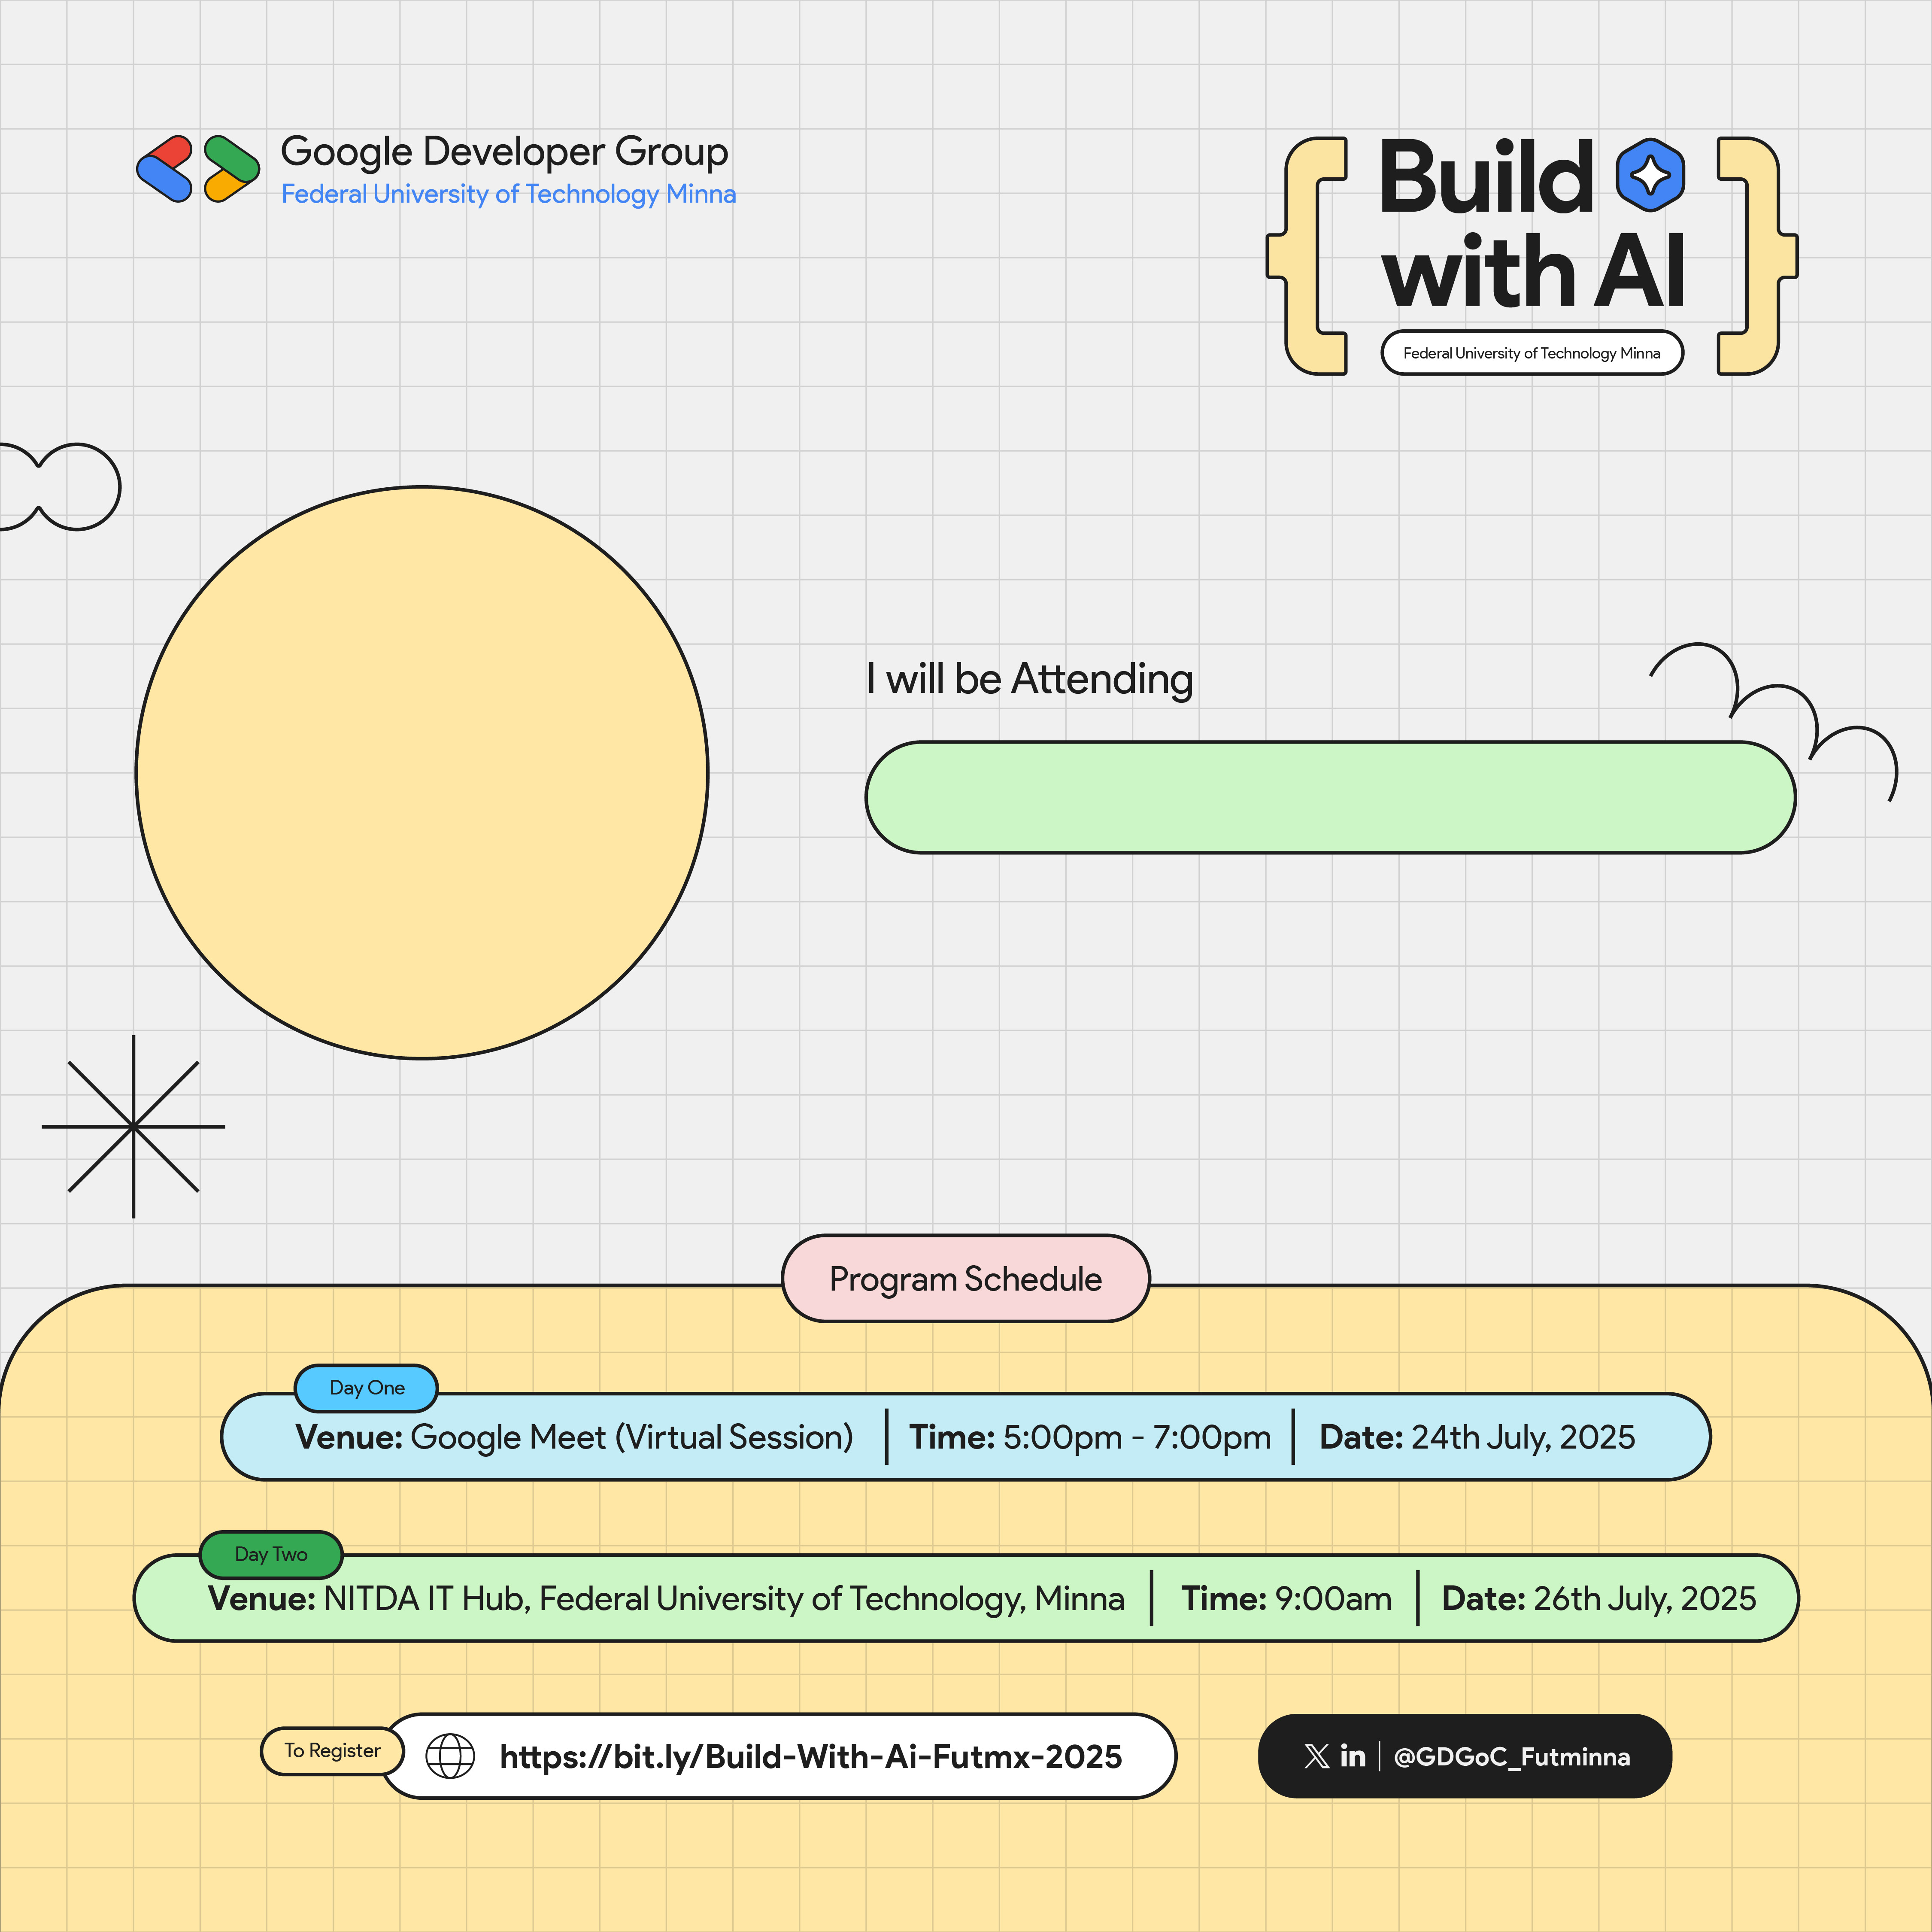 Google Developer Group
Federal University of Technology Minna
Build
with AI
Federal University of Technology Minna
I will be Attending
Program Schedule
Day One
Venue: Google Meet (Virtual Session) | Time: 5:00pm - 7:00pm | Date: 24th July, 2025
Day Two
Venue: NITDA IT Hub, Federal University of Technology, Minna | Time: 9:00am | Date: 26th July, 2025
To Register
https://bit.ly/Build-With-Ai-Futmx-2025
X in | @GDGoC_Futminna